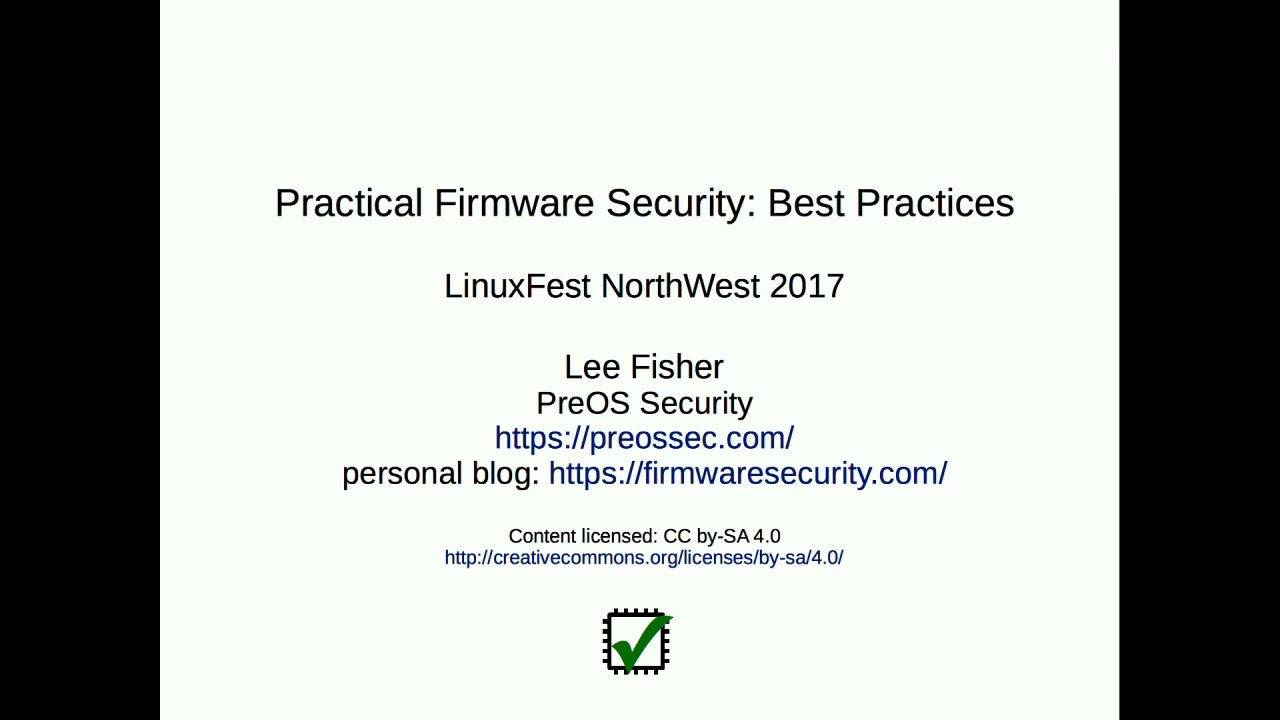 Practical Firmware Security: Best Practices
LinuxFest NorthWest 2017
Lee Fisher
PreOS Security
https://preossec.com/
personal blog: https://firmwaresecurity.com/
Content licensed: CC by-SA 4.0
http://creativecommons.org/licenses/by-sa/4.0/